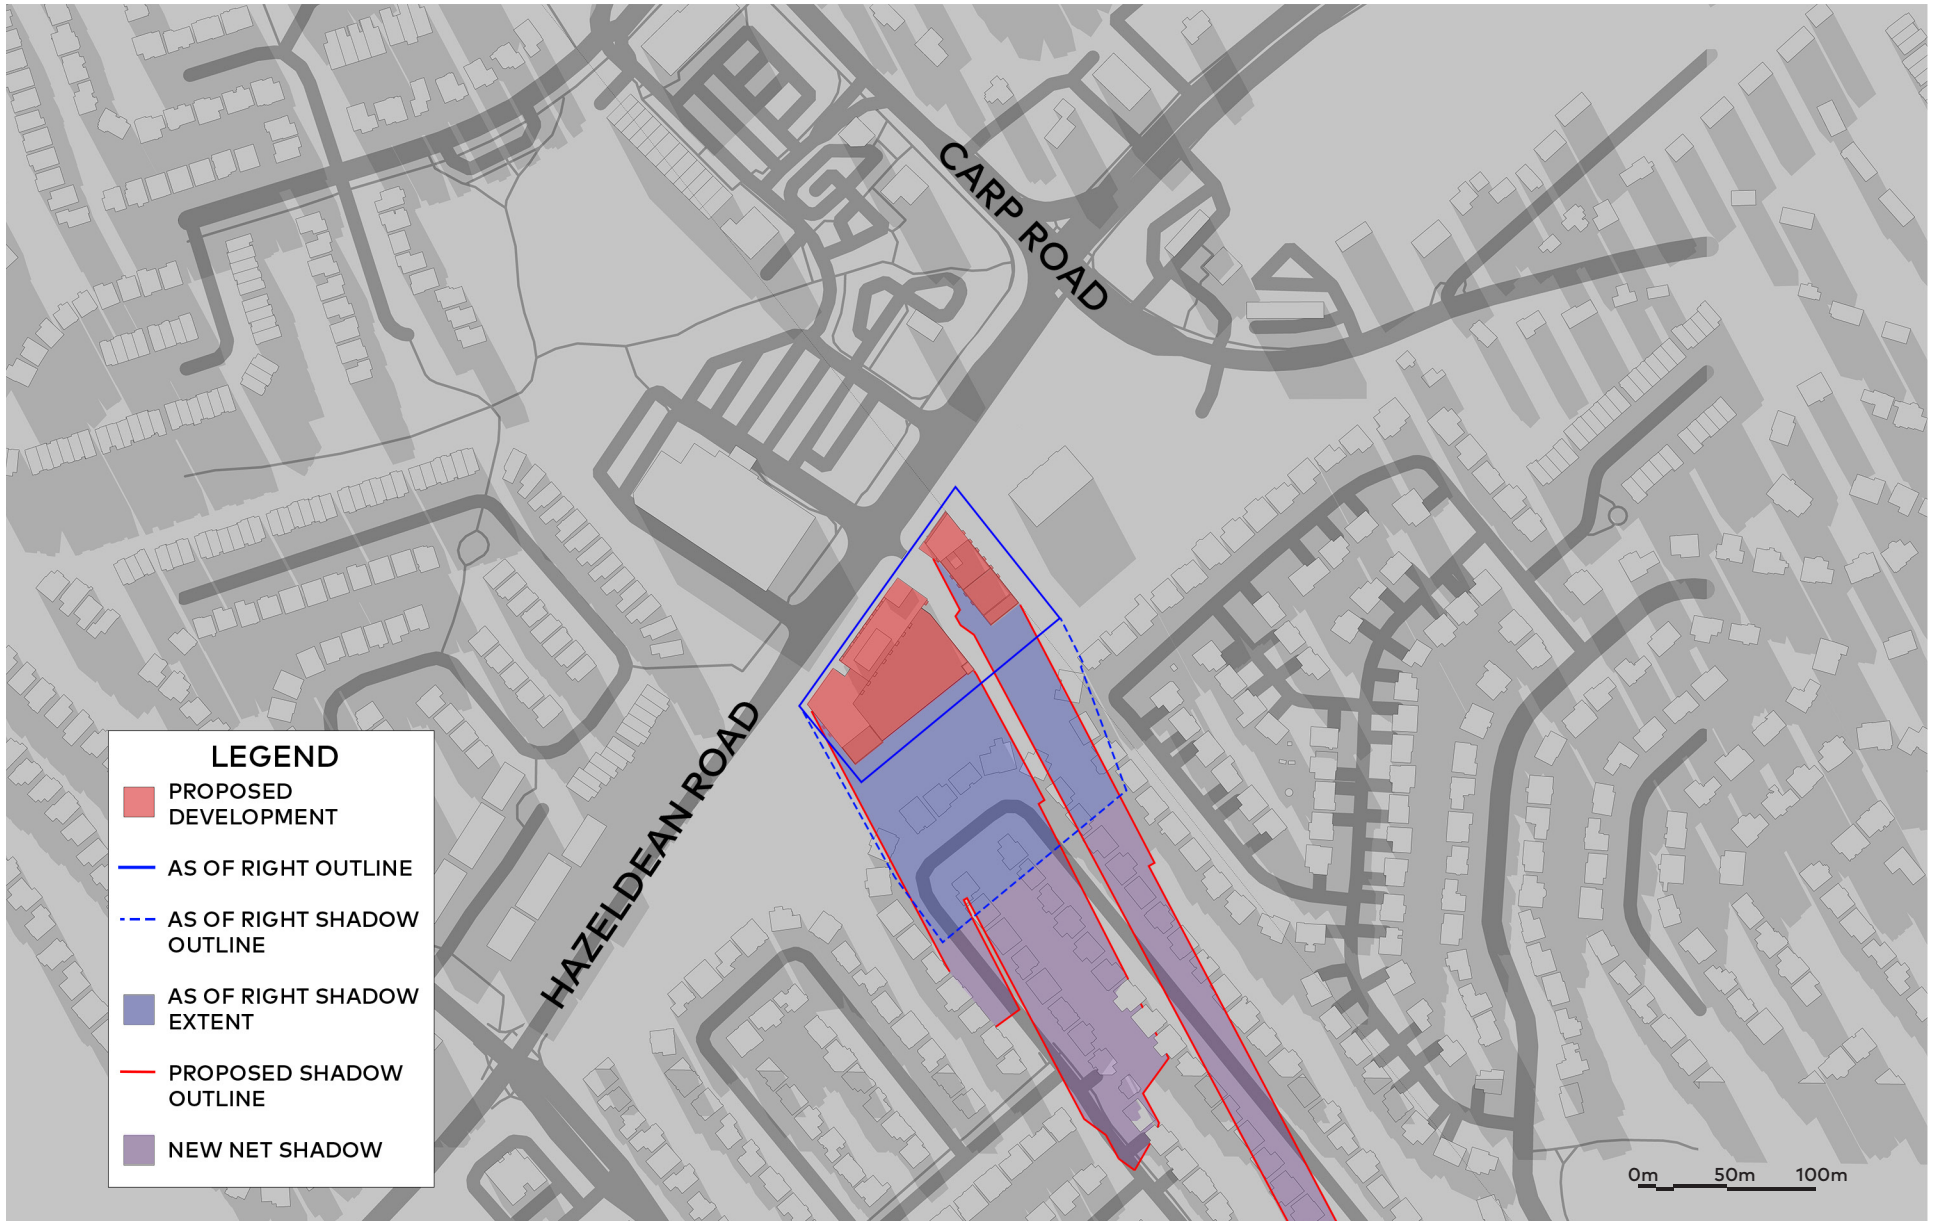 CARP ROAD
HAZELDEAN ROAD
LEGEND
PROPOSED
DEVELOPMENT
AS OF RIGHT OUTLINE
AS OF RIGHT SHADOW
OUTLINE
AS OF RIGHT SHADOW
EXTENT
PROPOSED SHADOW
OUTLINE
NEW NET SHADOW
0m 50m 100m